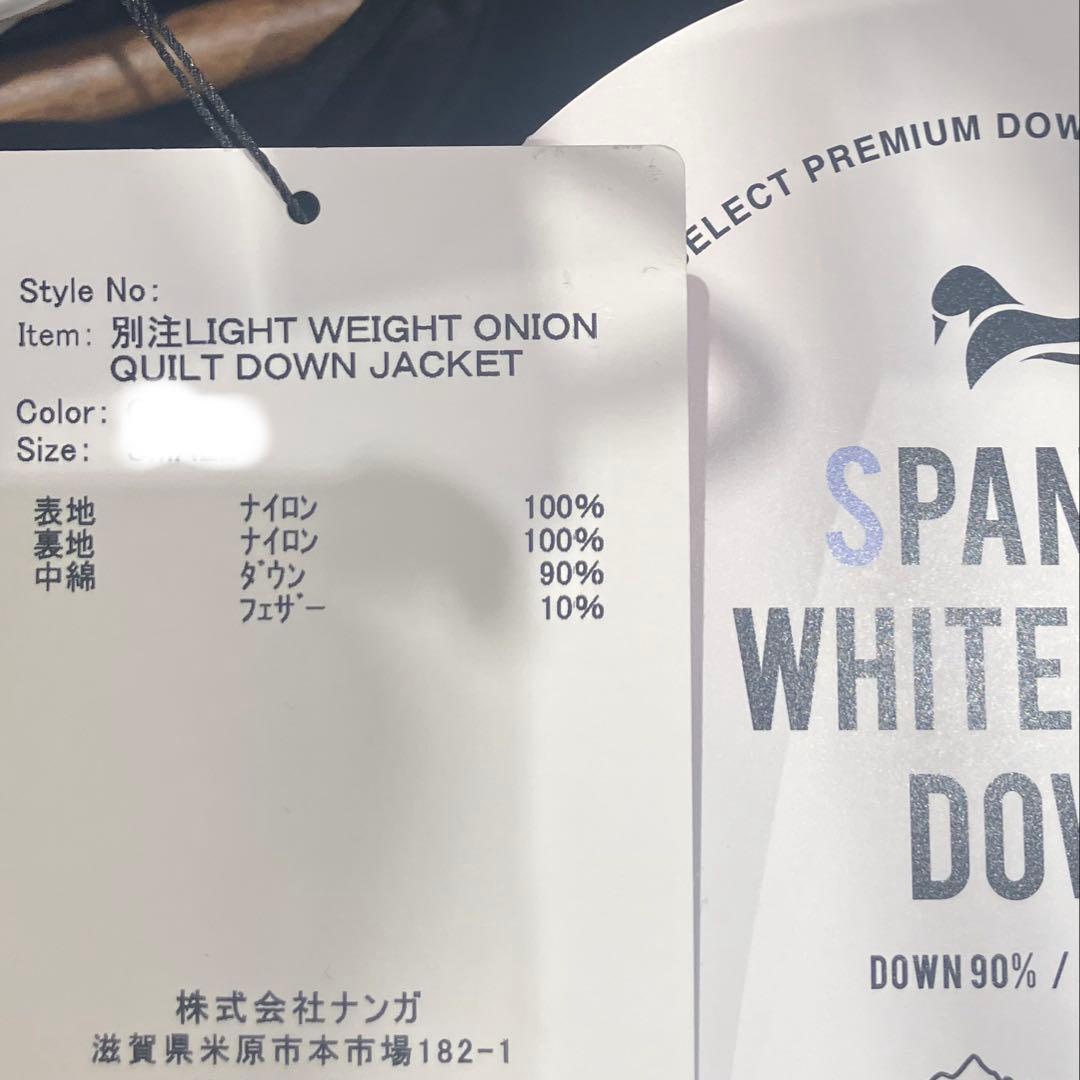 Style No:
Item: 別注LIGHT WEIGHT ONION
QUILT DOWN JACKET
Color:
Size:
表地 ナイロン 100%
裏地 ナイロン 100%
中綿 ダウン 90%
フェザー 10%
株式会社ナンガ
滋賀県米原市本市場182-1
ELECT PREMIUM DOW
SPAN
WHITE
DOW
DOWN 90% /